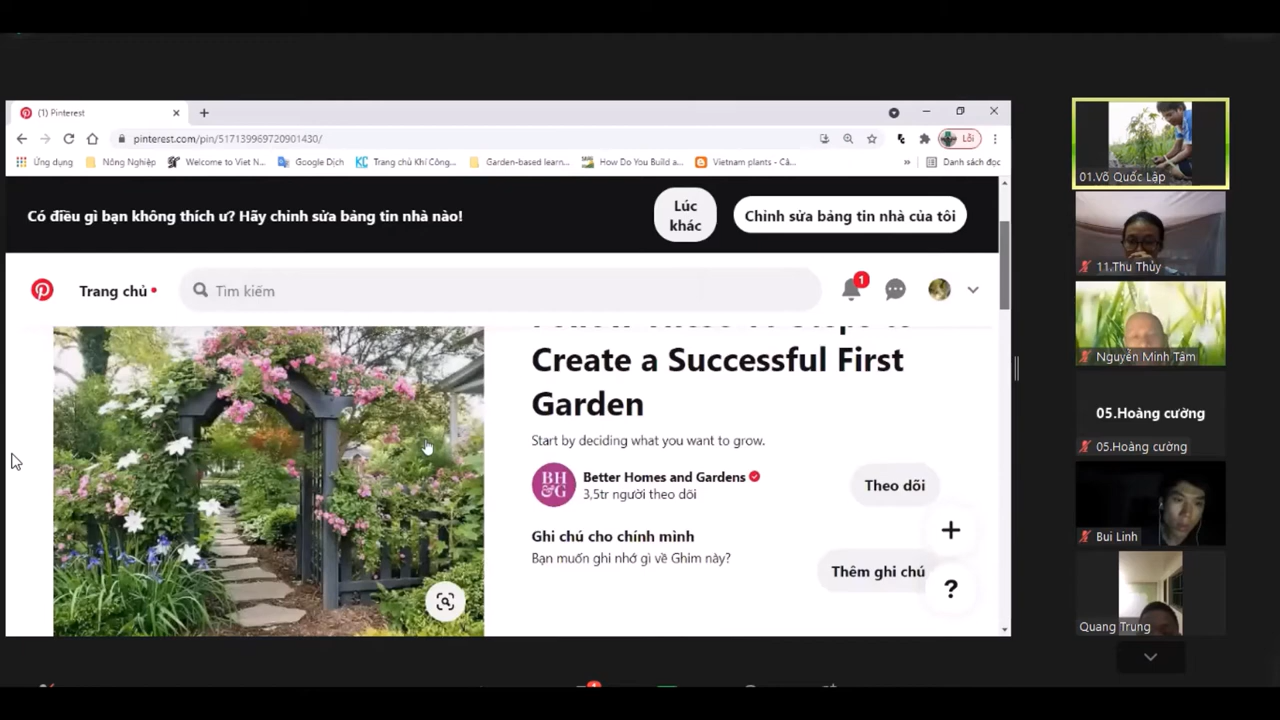 (1) Pinterest
pinterest.com/pin/517139969720901430/
Lỗi
Ứng dụng
Nông Nghiệp
Welcome to Viet N...
Google Dịch
Trang chủ Khí Công...
Garden-based learn...
How Do You Build a...
Vietnam plants - Câ...
»
Danh sách đọc
Có điều gì bạn không thích ư? Hãy chỉnh sửa bảng tin nhà nào!
Lúc
khác
Chỉnh sửa bảng tin nhà của tôi
Trang chủ
Tìm kiếm
1
Create a Successful First
Garden
Start by deciding what you want to grow.
BH
&G
Better Homes and Gardens
3,5tr người theo dõi
Theo dõi
Ghi chú cho chính mình
Bạn muốn ghi nhớ gì về Ghim này?
Thêm ghi chú
+
?
01.Võ Quốc Lập
11.Thu Thủy
Nguyễn Minh Tâm
05.Hoàng cường
05.Hoàng cường
Bui Linh
Quang Trung